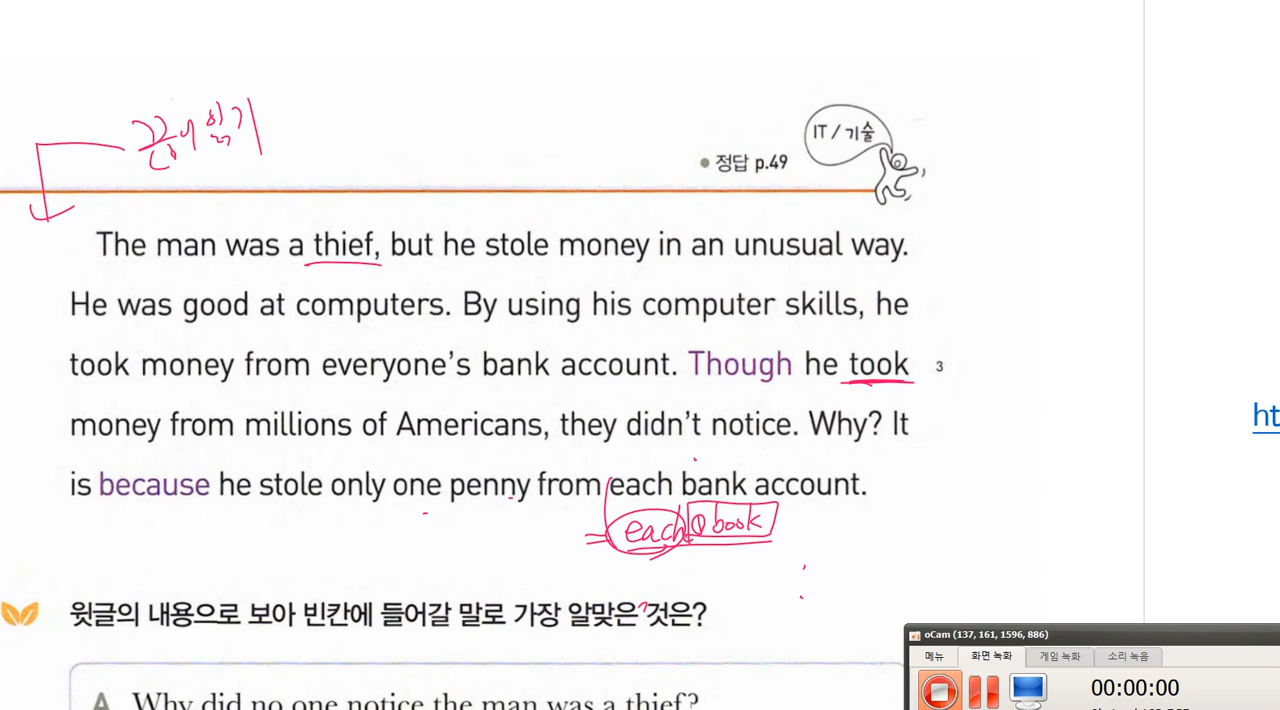 끊어 읽기
IT / 기술
정답 p.49
The man was a thief, but he stole money in an unusual way.
He was good at computers. By using his computer skills, he
took money from everyone's bank account. Though he took
3
money from millions of Americans, they didn't notice. Why? It
ht
is because he stole only one penny from each bank account.
each book
윗글의 내용으로 보아 빈칸에 들어갈 말로 가장 알맞은 것은?
oCam (137, 161, 1596, 886)
메뉴 화면 녹화 게임 녹화 소리 녹음
00:00:00
A Why did no one notice the man was a thief?